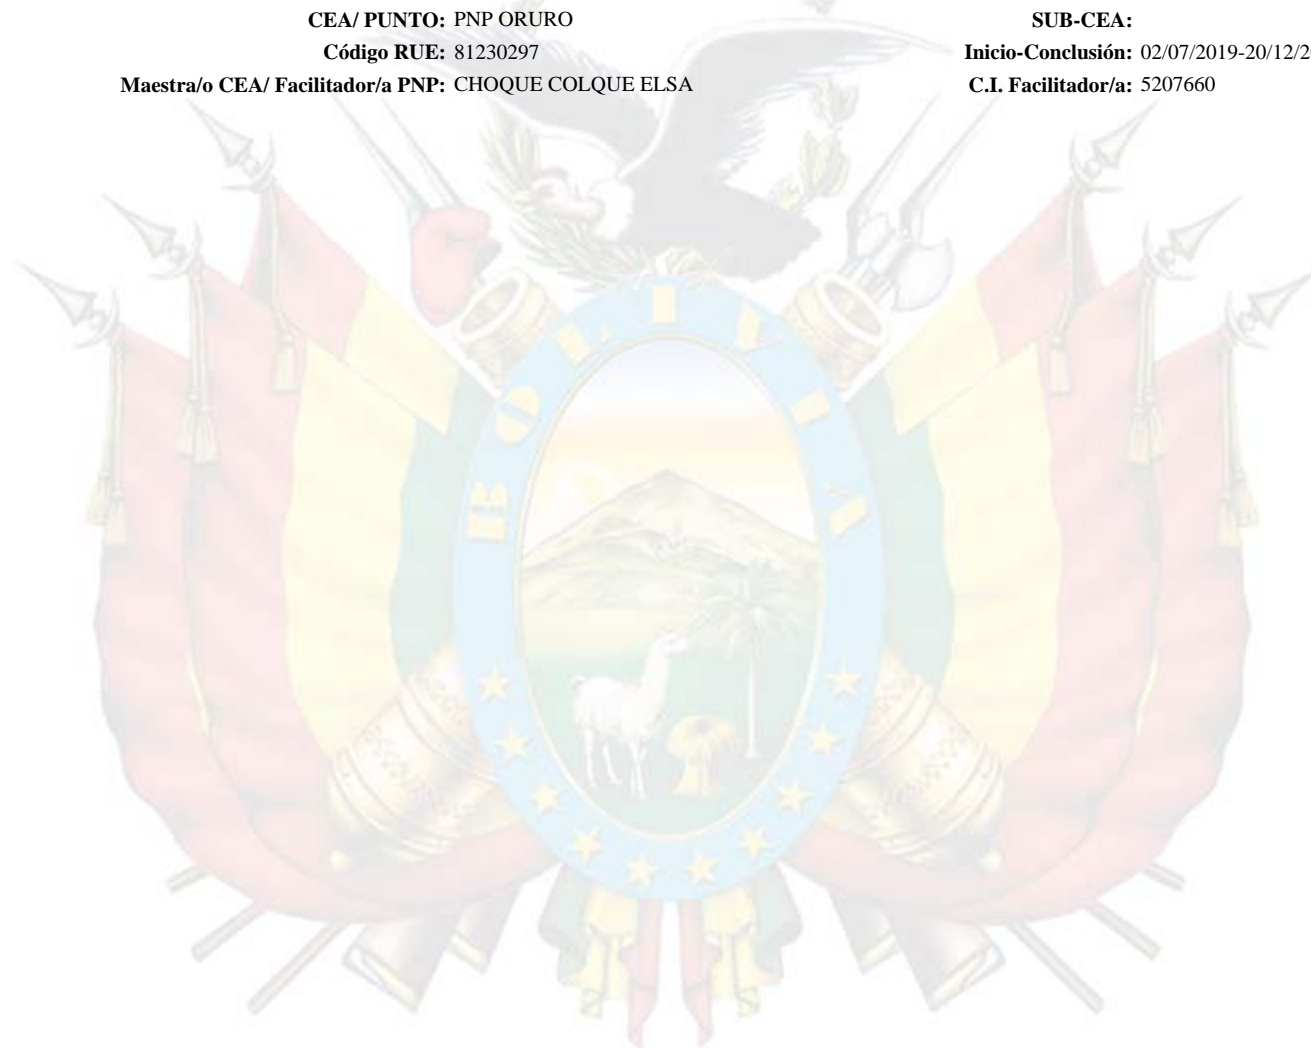 CEA/ PUNTO: PNP ORURO SUB-CEA:
Código RUE: 81230297 Inicio-Conclusión: 02/07/2019-20/12/2
Maestra/o CEA/ Facilitador/a PNP: CHOQUE COLQUE ELSA C.I. Facilitador/a: 5207660
BOLIVIA